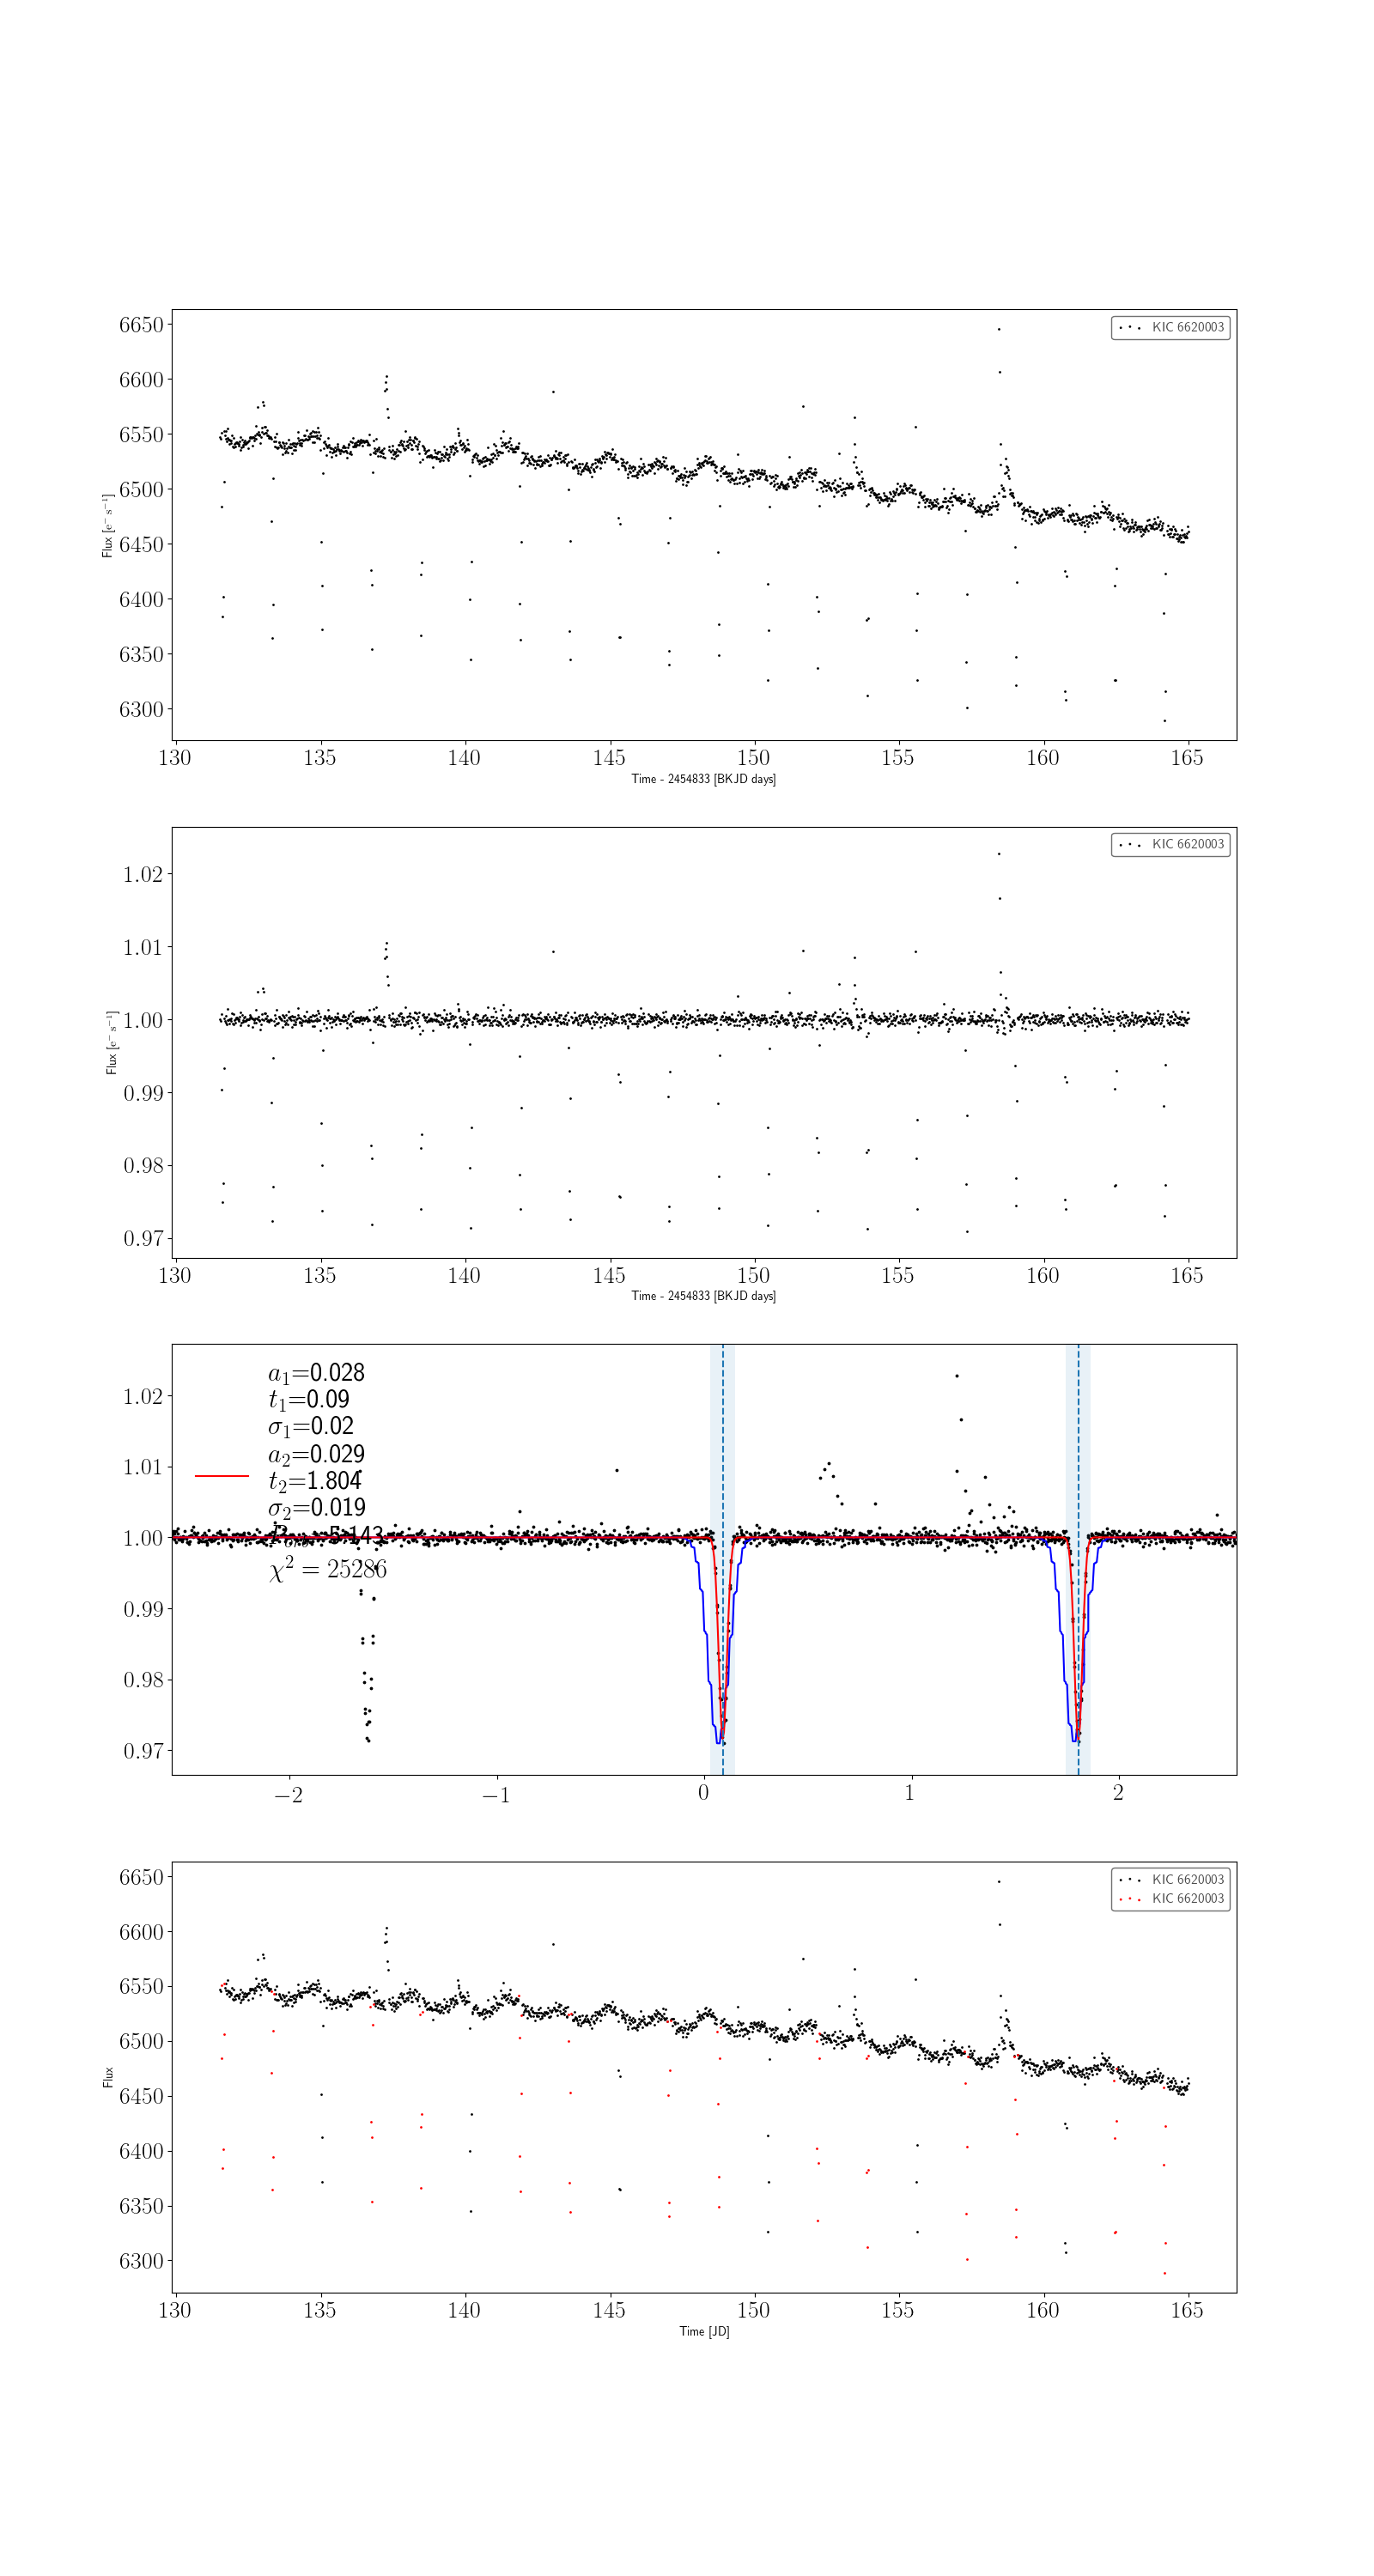 KIC 6620003
6650
6600
6550
6500
6450
6400
6350
6300
Flux [e⁻ s⁻¹]
130 135 140 145 150 155 160 165
Time - 2454833 [BKJD days]
KIC 6620003
1.02
1.01
1.00
0.99
0.98
0.97
Flux [e⁻ s⁻¹]
130 135 140 145 150 155 160 165
Time - 2454833 [BKJD days]
a₁=0.028
t₁=0.09
σ₁=0.02
a₂=0.029
t₂=1.804
σ₂=0.019
5.143
χ² = 25286
1.02
1.01
1.00
0.99
0.98
0.97
−2 −1 0 1 2
KIC 6620003
KIC 6620003
6650
6600
6550
6500
6450
6400
6350
6300
Flux
130 135 140 145 150 155 160 165
Time [JD]